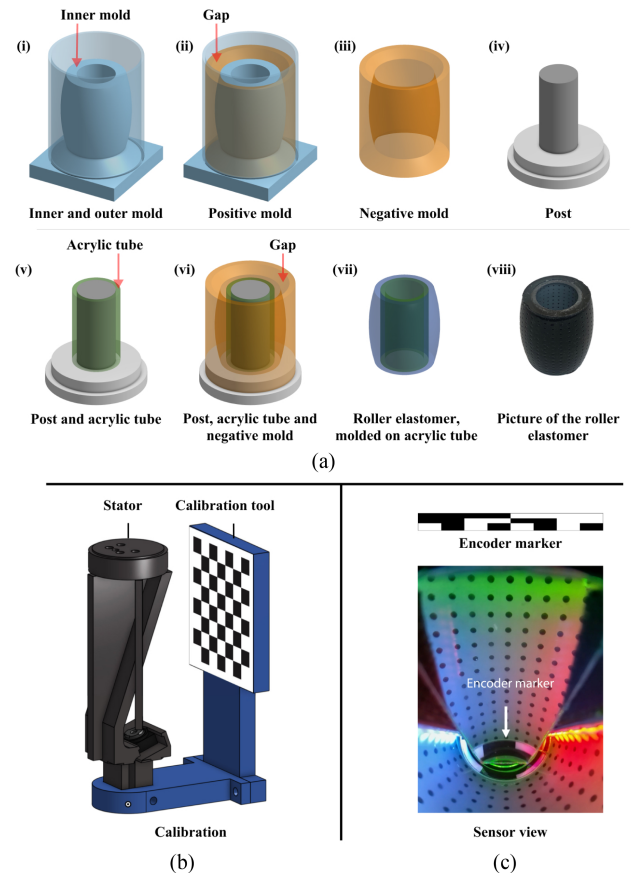 Inner mold
Gap
(i)
(ii)
(iii)
(iv)
Inner and outer mold
Positive mold
Negative mold
Post
Acrylic tube
Gap
(v)
(vi)
(vii)
(viii)
Post and acrylic tube
Post, acrylic tube and
negative mold
Roller elastomer,
molded on acrylic tube
Picture of the roller
elastomer
(a)
Stator
Calibration tool
Calibration
(b)
Encoder marker
Encoder marker
Sensor view
(c)